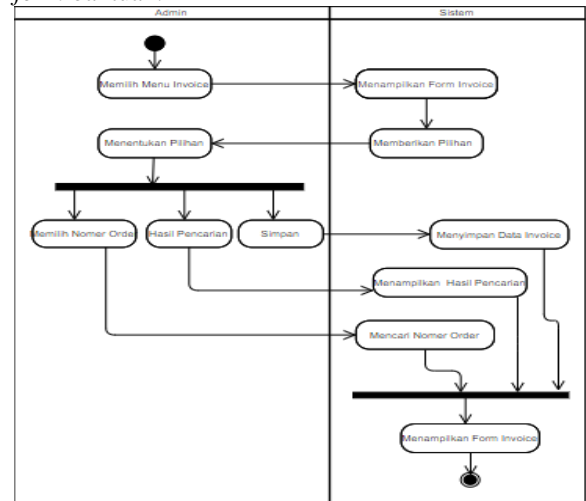 Admin
Sistem
Memilih Menu Invoice
Menampilkan Form Invoice
Menentukan Pilihan
Memberikan Pilihan
Memilih Nomer Order
Hasil Pencarian
Simpan
Menyimpan Data Invoice
Menampilkan Hasil Pencarian
Mencari Nomer Order
Menampilkan Form Invoice